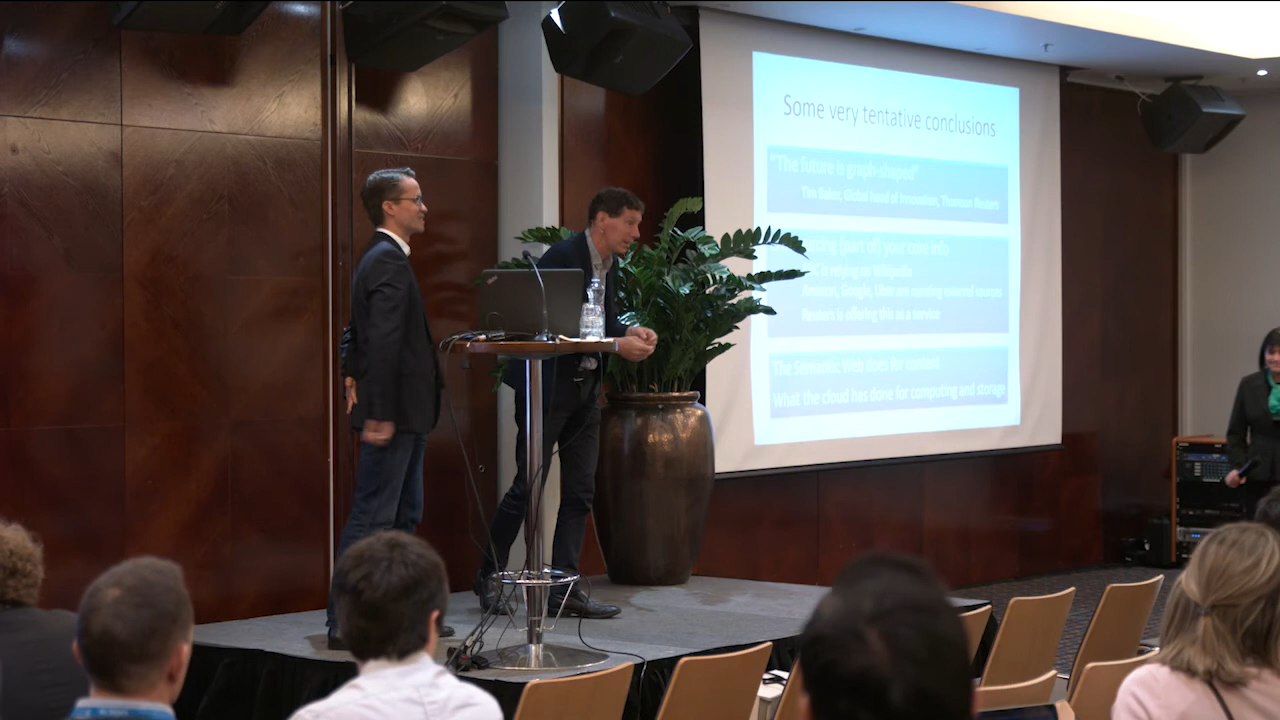 Some very tentative conclusions
"The future is graph-shaped"
Global head of Innovation, Thomson Reuters
(part of) your core info
is relying on Wikipedia
Amazon, Google, Uber are curating external sources
Reuters is offering this as a service
The Semantic Web does for content
What the cloud has done for computing and storage